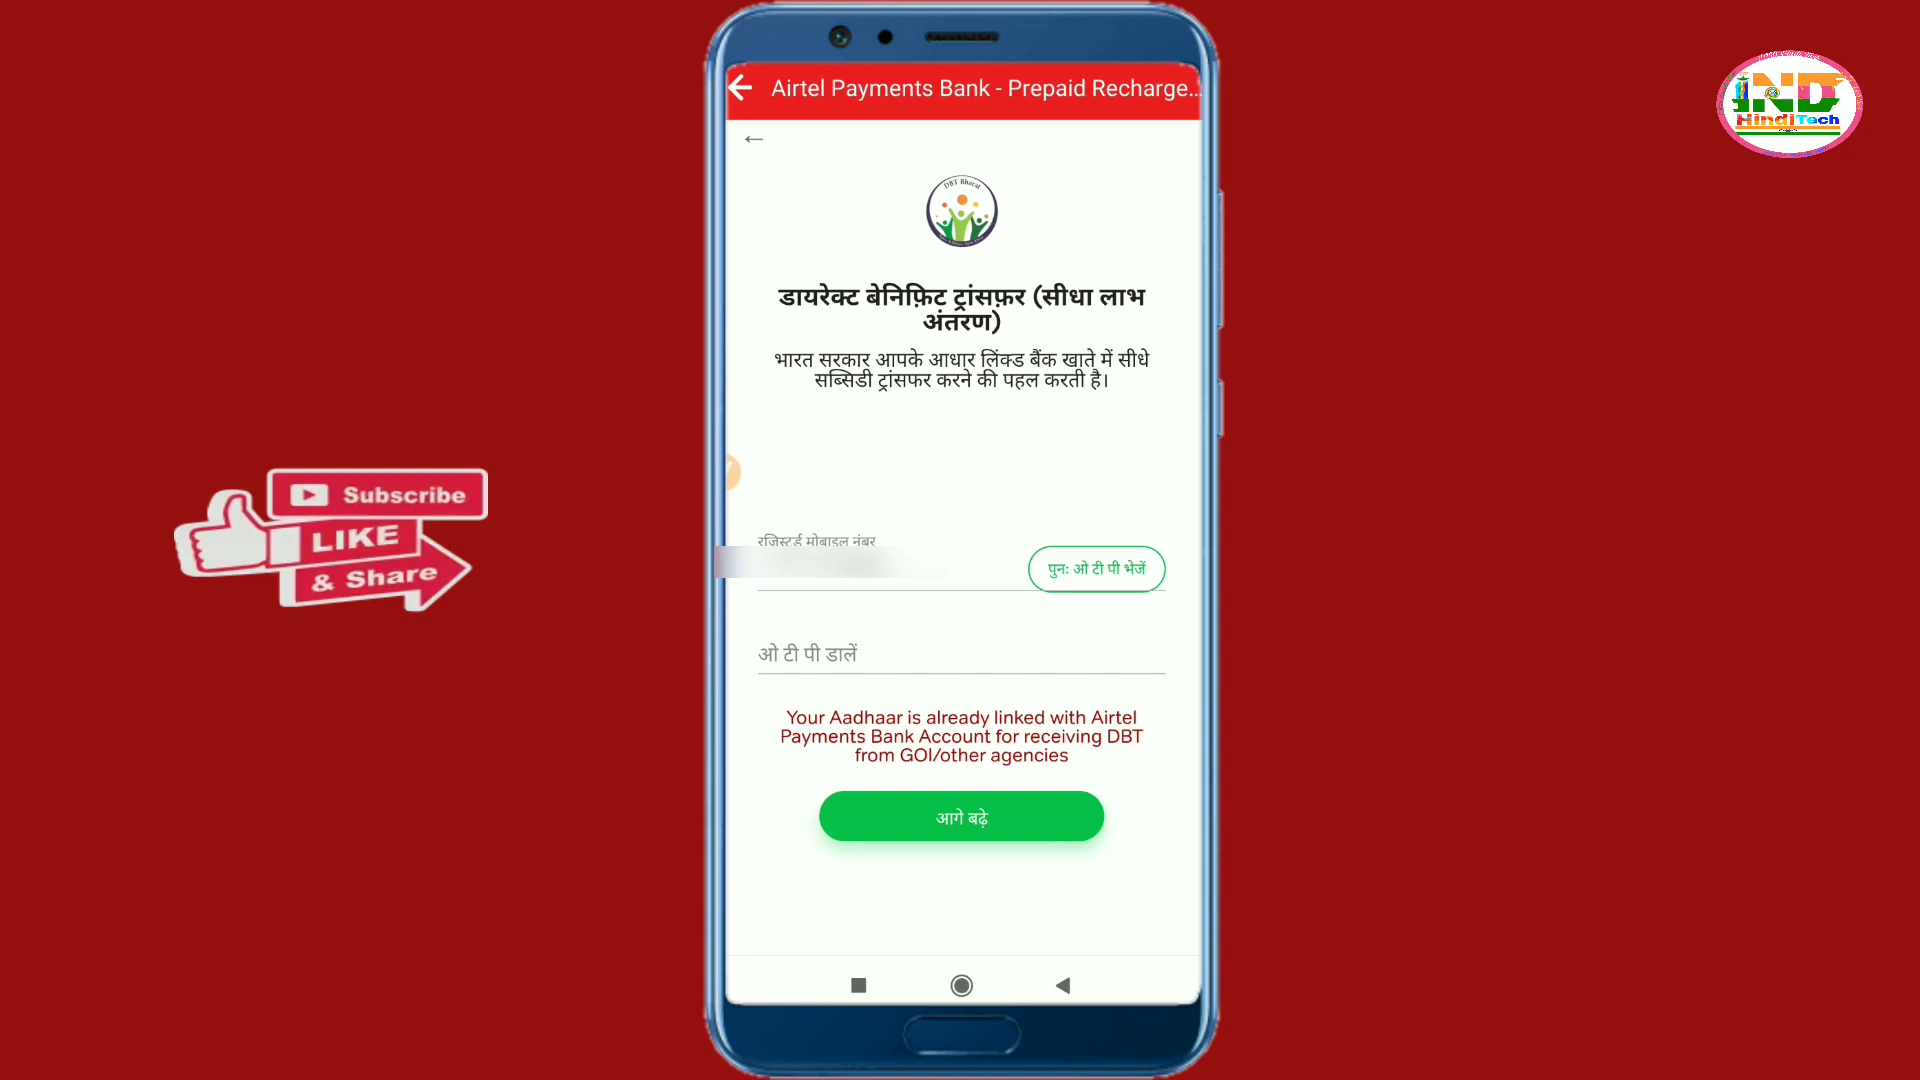 Airtel Payments Bank - Prepaid Recharge...
IND
HindiTech
←
DBT Bharat
डायरेक्ट बेनिफ़िट ट्रांसफ़र (सीधा लाभ
अंतरण)
भारत सरकार आपके आधार लिंक्ड बैंक खाते में सीधे
सब्सिडी ट्रांसफर करने की पहल करती है।
Subscribe
LIKE
& Share
रजिस्टर्ड मोबाइल नंबर
पुनः ओ टी पी भेजें
ओ टी पी डालें
Your Aadhaar is already linked with Airtel
Payments Bank Account for receiving DBT
from GOI/other agencies
आगे बढ़े